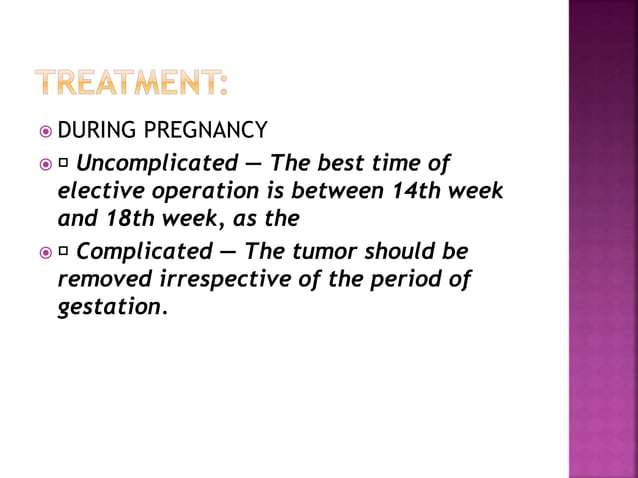 TREATMENT:
DURING PREGNANCY
Uncomplicated — The best time of
elective operation is between 14th week
and 18th week, as the
Complicated — The tumor should be
removed irrespective of the period of
gestation.